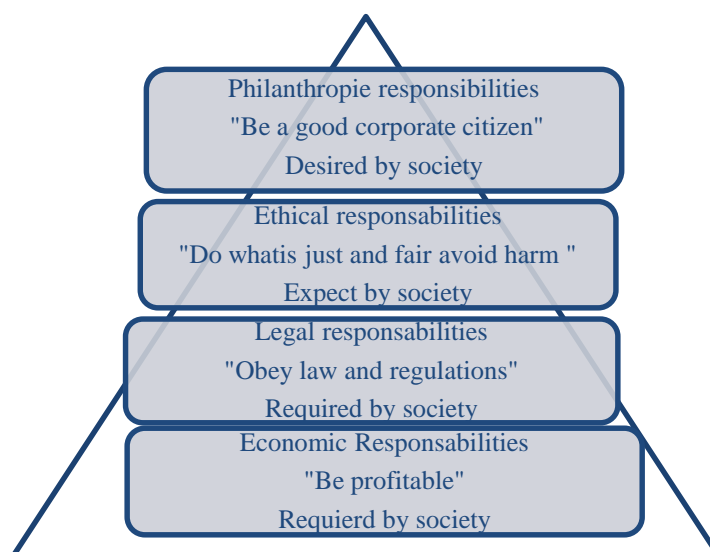 Philanthropie responsibilities
"Be a good corporate citizen"
Desired by society
Ethical responsabilities
"Do whatis just and fair avoid harm "
Expect by society
Legal responsabilities
"Obey law and regulations"
Required by society
Economic Responsabilities
"Be profitable"
Requierd by society